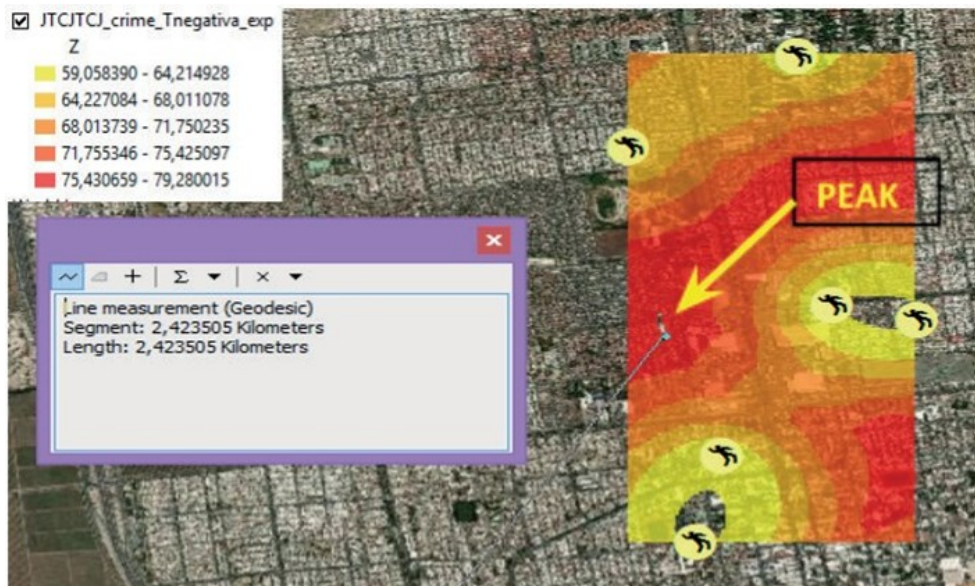 JTCJTCJ_crime_Tnegativa_exp
Z
59,058390 - 64,214928
64,227084 - 68,011078
68,013739 - 71,750235
71,755346 - 75,425097
75,430659 - 79,280015
PEAK
Line measurement (Geodesic)
Segment: 2,423505 Kilometers
Length: 2,423505 Kilometers